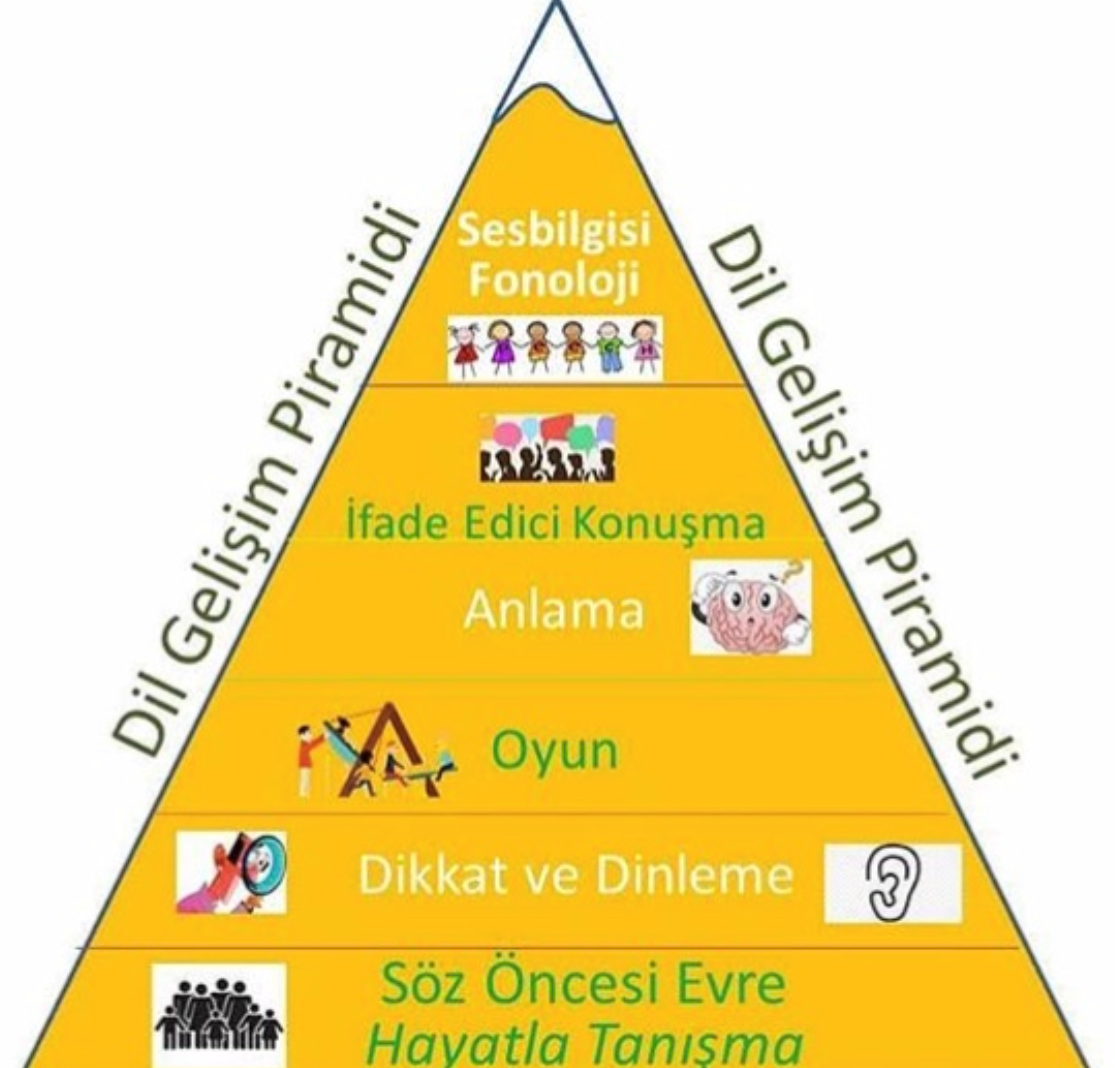 Dil Gelişim Piramidi
Dil Gelişim Piramidi
Sesbilgisi
Fonoloji
İfade Edici Konuşma
Anlama
Oyun
Dikkat ve Dinleme
Söz Öncesi Evre
Hayatla Tanışma